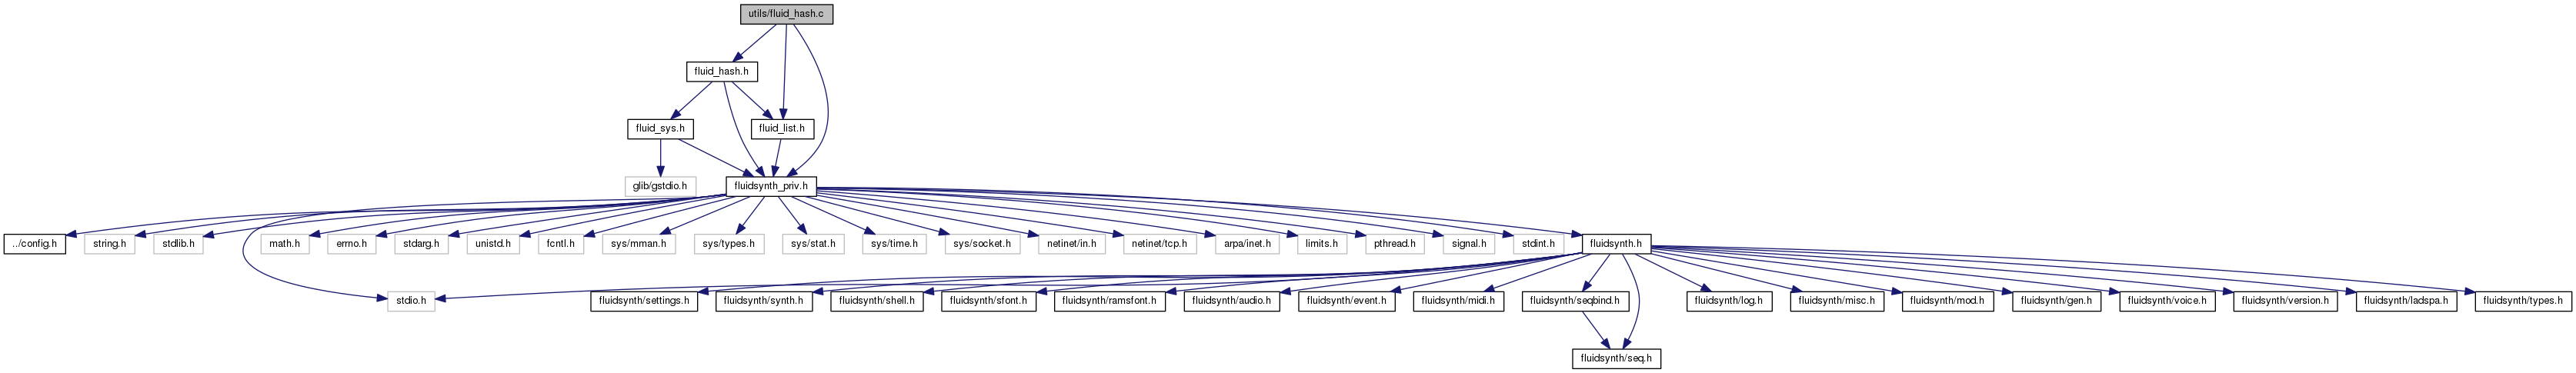 utils/fluid_hash.c
fluid_hash.h
fluid_sys.h
fluid_list.h
glib/gstdio.h
fluidsynth_priv.h
../config.h
string.h
stdlib.h
math.h
errno.h
stdarg.h
unistd.h
fcntl.h
sys/mman.h
sys/types.h
sys/stat.h
sys/time.h
sys/socket.h
netinet/in.h
netinet/tcp.h
arpa/inet.h
limits.h
pthread.h
signal.h
stdint.h
fluidsynth.h
stdio.h
fluidsynth/settings.h
fluidsynth/synth.h
fluidsynth/shell.h
fluidsynth/sfont.h
fluidsynth/ramsfont.h
fluidsynth/audio.h
fluidsynth/event.h
fluidsynth/midi.h
fluidsynth/seqbind.h
fluidsynth/log.h
fluidsynth/misc.h
fluidsynth/mod.h
fluidsynth/gen.h
fluidsynth/voice.h
fluidsynth/version.h
fluidsynth/ladspa.h
fluidsynth/types.h
fluidsynth/seq.h